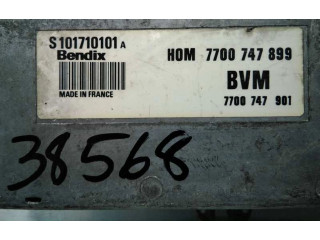 S101710101 A
HOM 7700 747 899
Bendix
BVM
MADE IN FRANCE
7700 747 901
38568